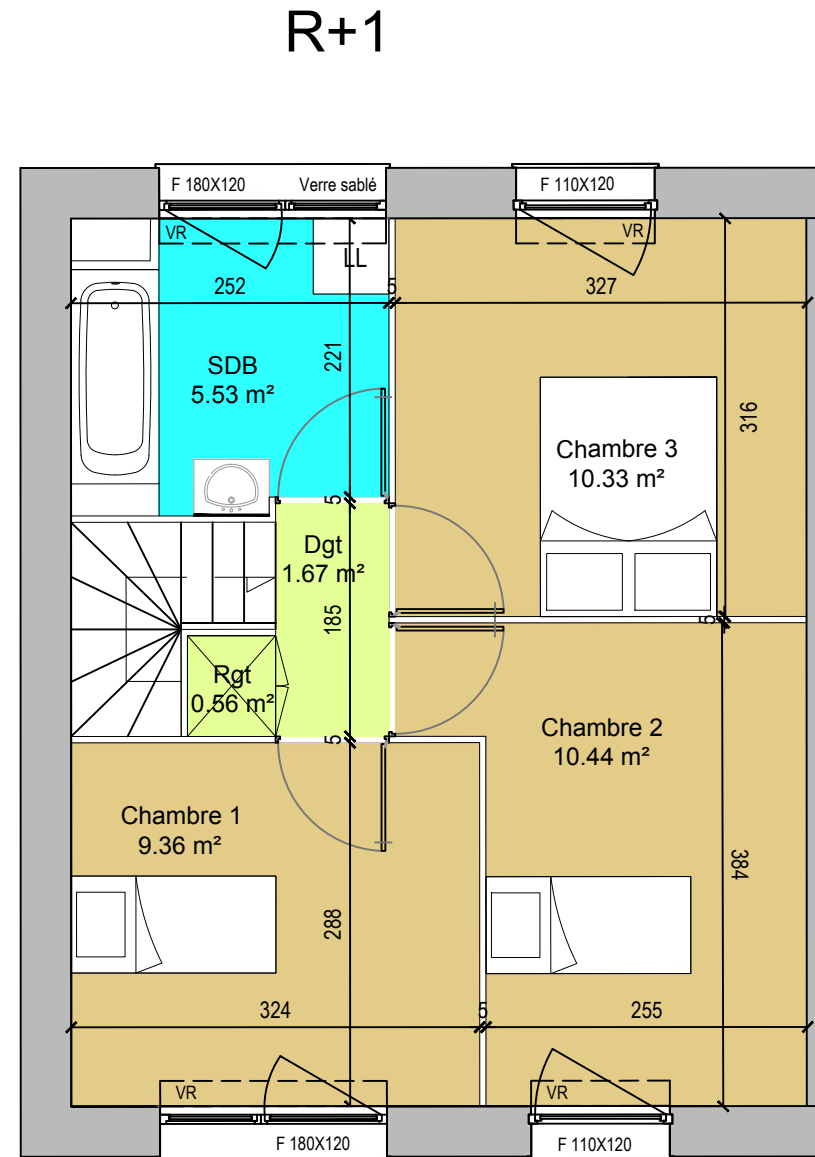 R+1
F 180X120
Verre sablé
F 110X120
VR
VR
LL
252
5
327
221
SDB
5.53 m²
316
Chambre 3
10.33 m²
5
Dgt
1.67 m²
185
5
Rgt
0.56 m²
Chambre 2
10.44 m²
5
Chambre 1
9.36 m²
384
288
324
5
255
VR
VR
F 180X120
F 110X120